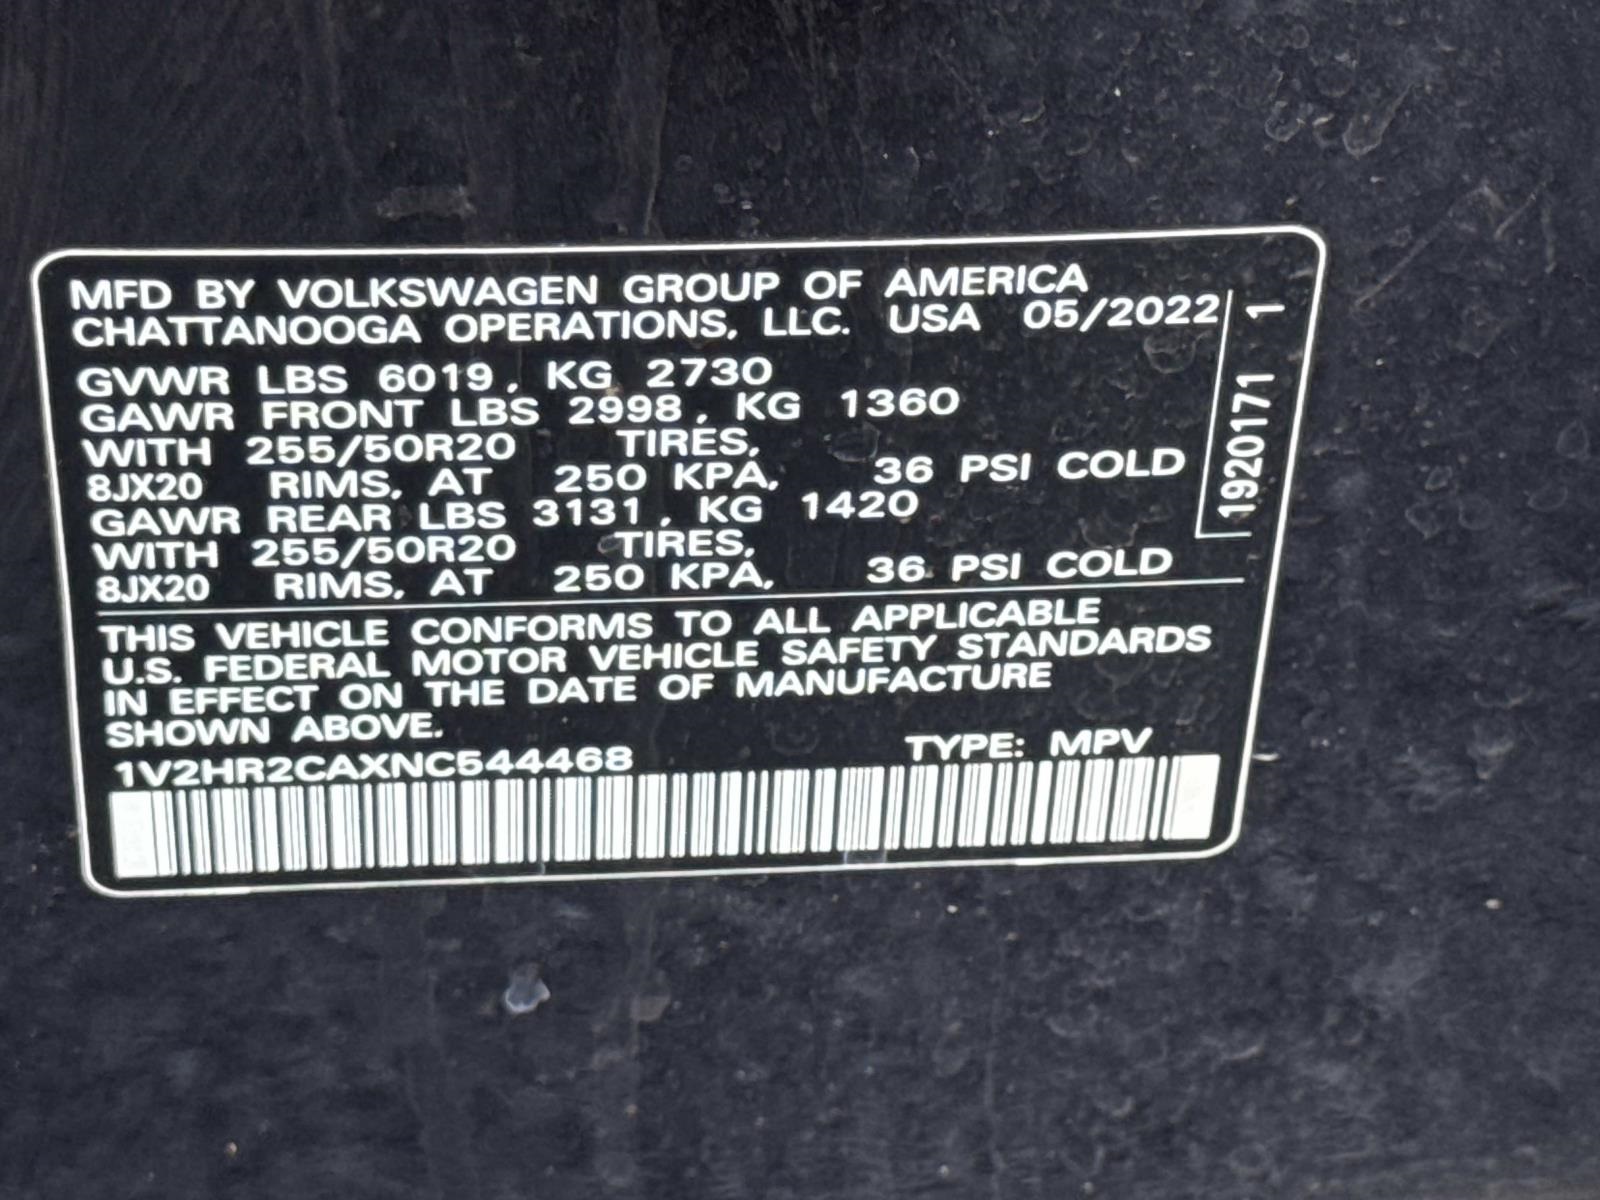 MFD BY VOLKSWAGEN GROUP OF AMERICA
CHATTANOOGA OPERATIONS, LLC. USA 05/2022
GVWR LBS 6019, KG 2730
GAWR FRONT LBS 2998, KG 1360
WITH 255/50R20 TIRES,
8JX20 RIMS, AT 250 KPA, 36 PSI COLD
GAWR REAR LBS 3131, KG 1420
WITH 255/50R20 TIRES,
8JX20 RIMS, AT 250 KPA, 36 PSI COLD
1920171 1
THIS VEHICLE CONFORMS TO ALL APPLICABLE
U.S. FEDERAL MOTOR VEHICLE SAFETY STANDARDS
IN EFFECT ON THE DATE OF MANUFACTURE
SHOWN ABOVE.
1V2HR2CAXNC544468 TYPE: MPV